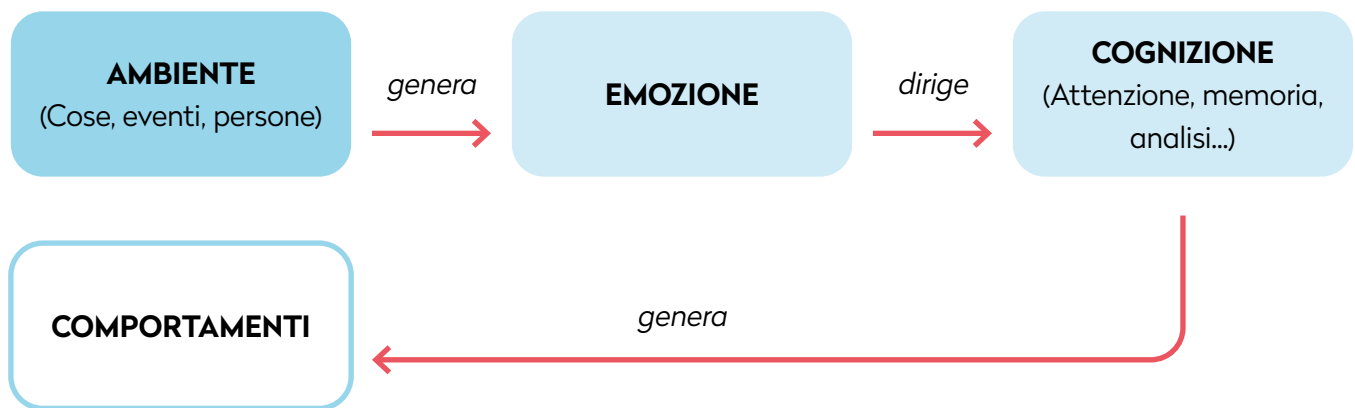 AMBIENTE
(Cose, eventi, persone)
genera
EMOZIONE
dirige
COGNIZIONE
(Attenzione, memoria,
analisi...)
COMPORTAMENTI
genera